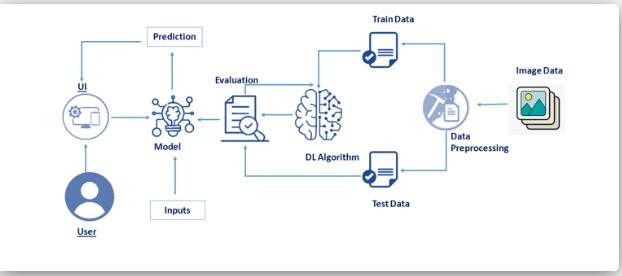 Train Data
Prediction
Image Data
Evaluation
UI
Data
Preprocessing
Model
DL Algorithm
Test Data
Inputs
User